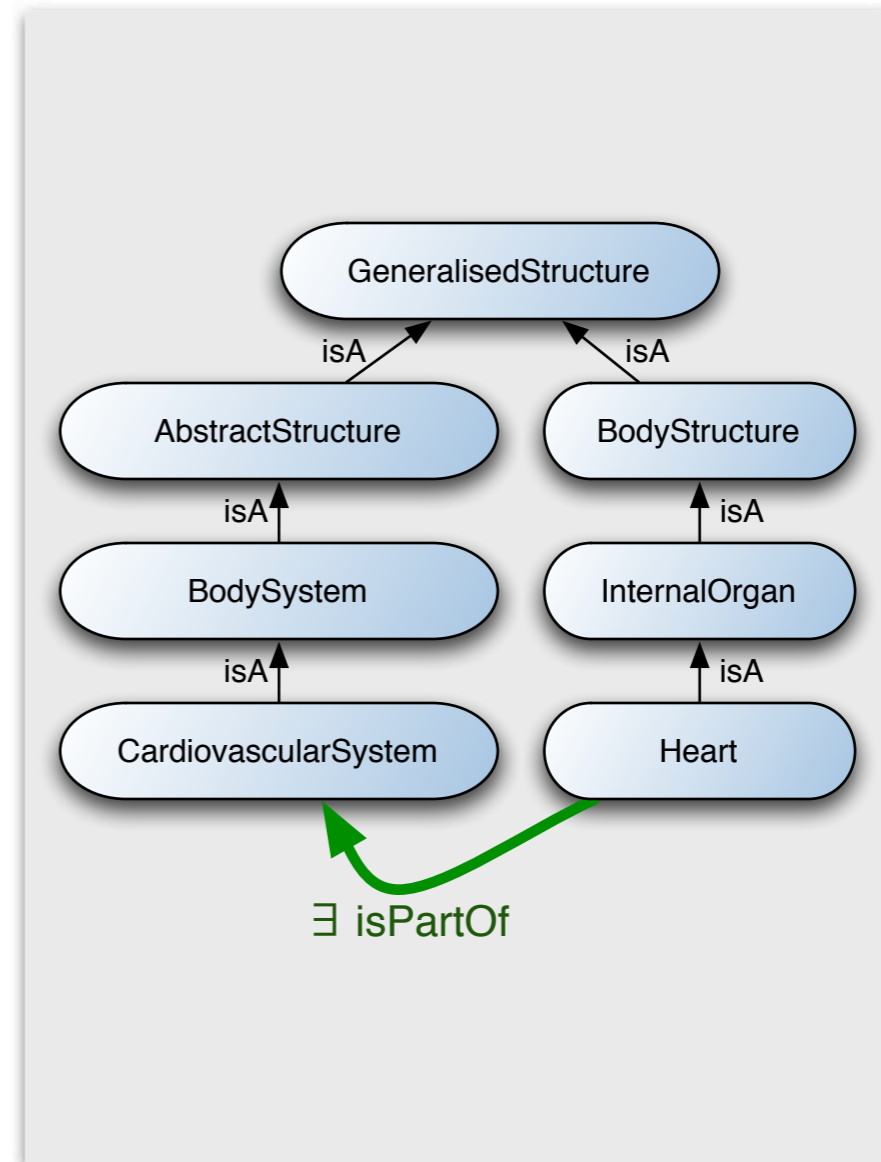 GeneralisedStructure
isA isA
AbstractStructure BodyStructure
isA isA
BodySystem InternalOrgan
isA isA
CardiovascularSystem Heart
∃ isPartOf